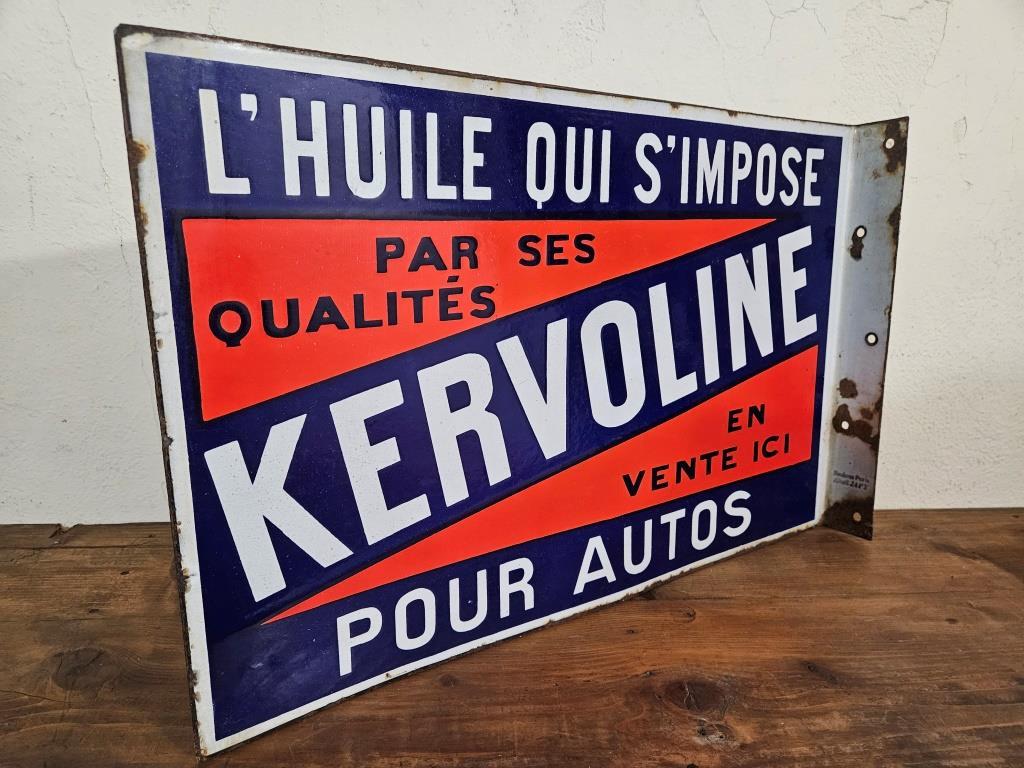 L'HUILE QUI S'IMPOSE
PAR SES
QUALITÉS
KERVOLINE
EN
VENTE ICI
POUR AUTOS